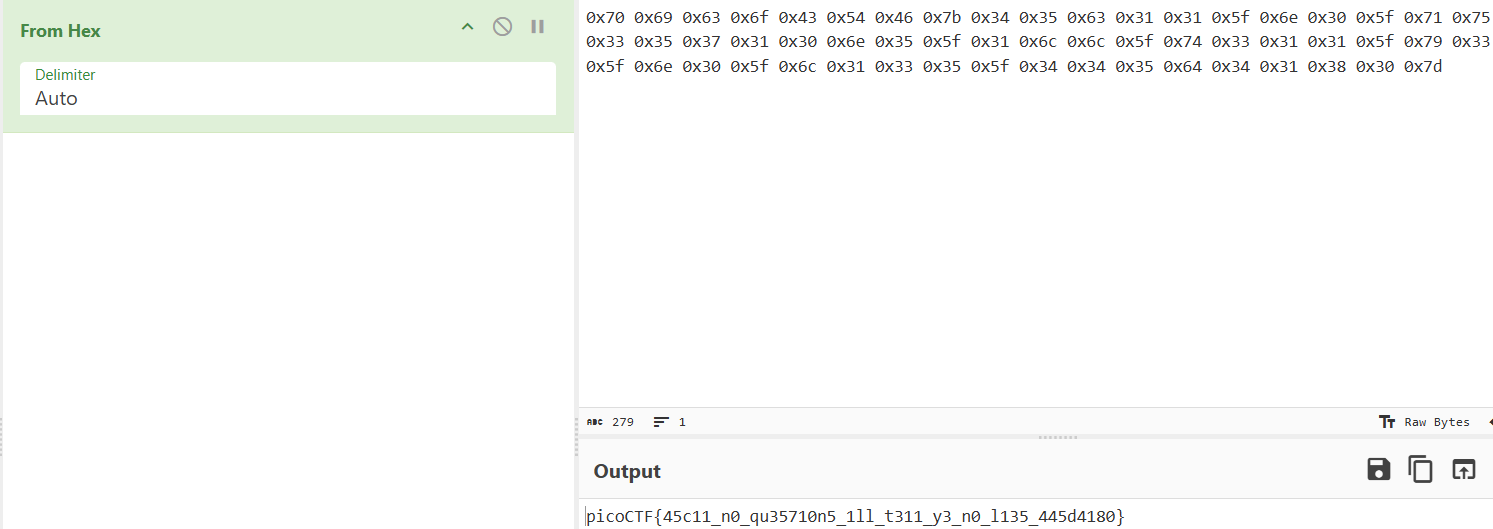 From Hex
Delimiter
Auto
0x70 0x69 0x63 0x6f 0x43 0x54 0x46 0x7b 0x34 0x35 0x63 0x31 0x31 0x5f 0x6e 0x30 0x5f 0x71 0x75
0x33 0x35 0x37 0x31 0x30 0x6e 0x35 0x5f 0x31 0x6c 0x6c 0x5f 0x74 0x33 0x31 0x31 0x5f 0x79 0x33
0x5f 0x6e 0x30 0x5f 0x6c 0x31 0x33 0x35 0x5f 0x34 0x34 0x35 0x64 0x34 0x31 0x38 0x30 0x7d
ABC 279 1 Tт Raw Bytes
Output
picoCTF{45c11_n0_qu35710n5_1ll_t311_y3_n0_l135_445d4180}